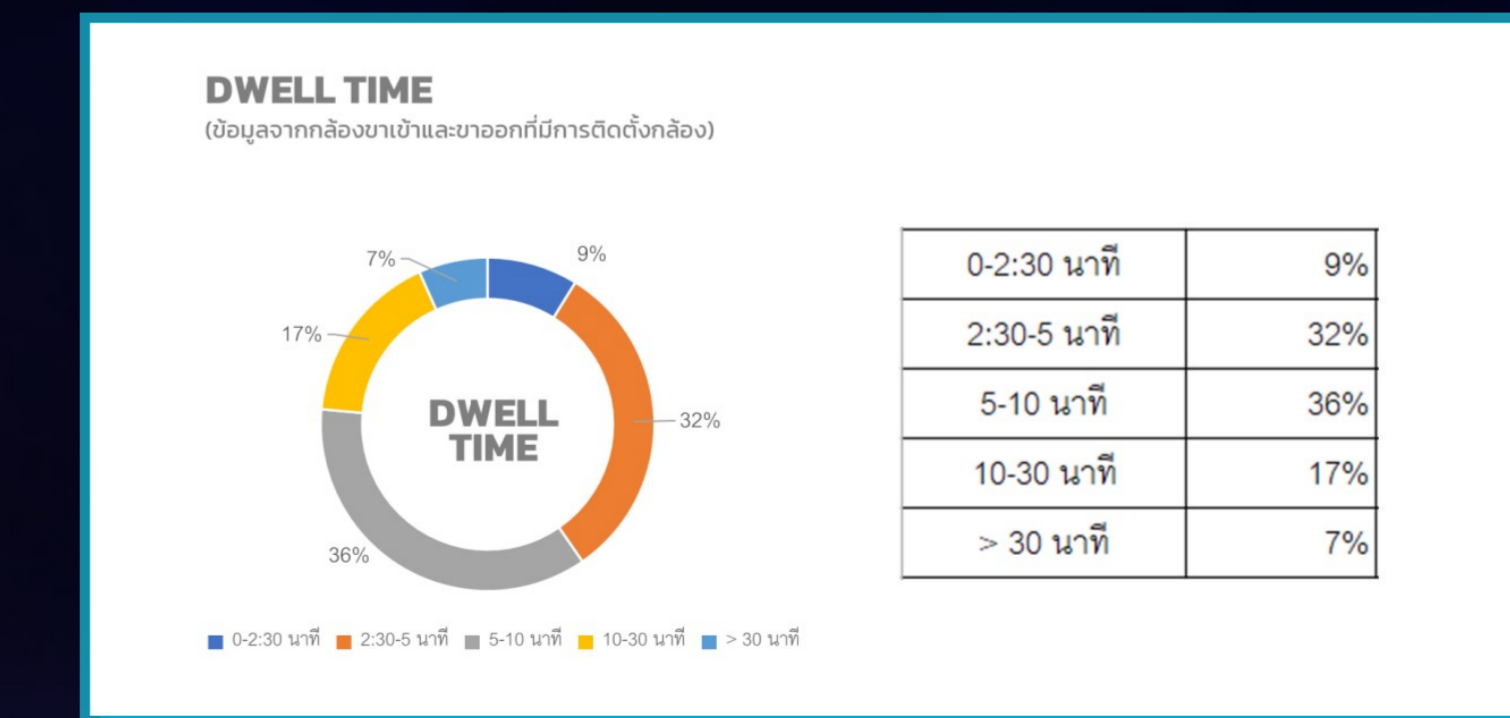 DWELL TIME
(ข้อมูลจากกล้องขาเข้าและขาออกที่มีการติดตั้งกล้อง)
7%
9%
17%
32%
36%
DWELL
TIME
0-2:30 นาที 2:30-5 นาที 5-10 นาที 10-30 นาที > 30 นาที
0-2:30 นาที 9%
2:30-5 นาที 32%
5-10 นาที 36%
10-30 นาที 17%
> 30 นาที 7%